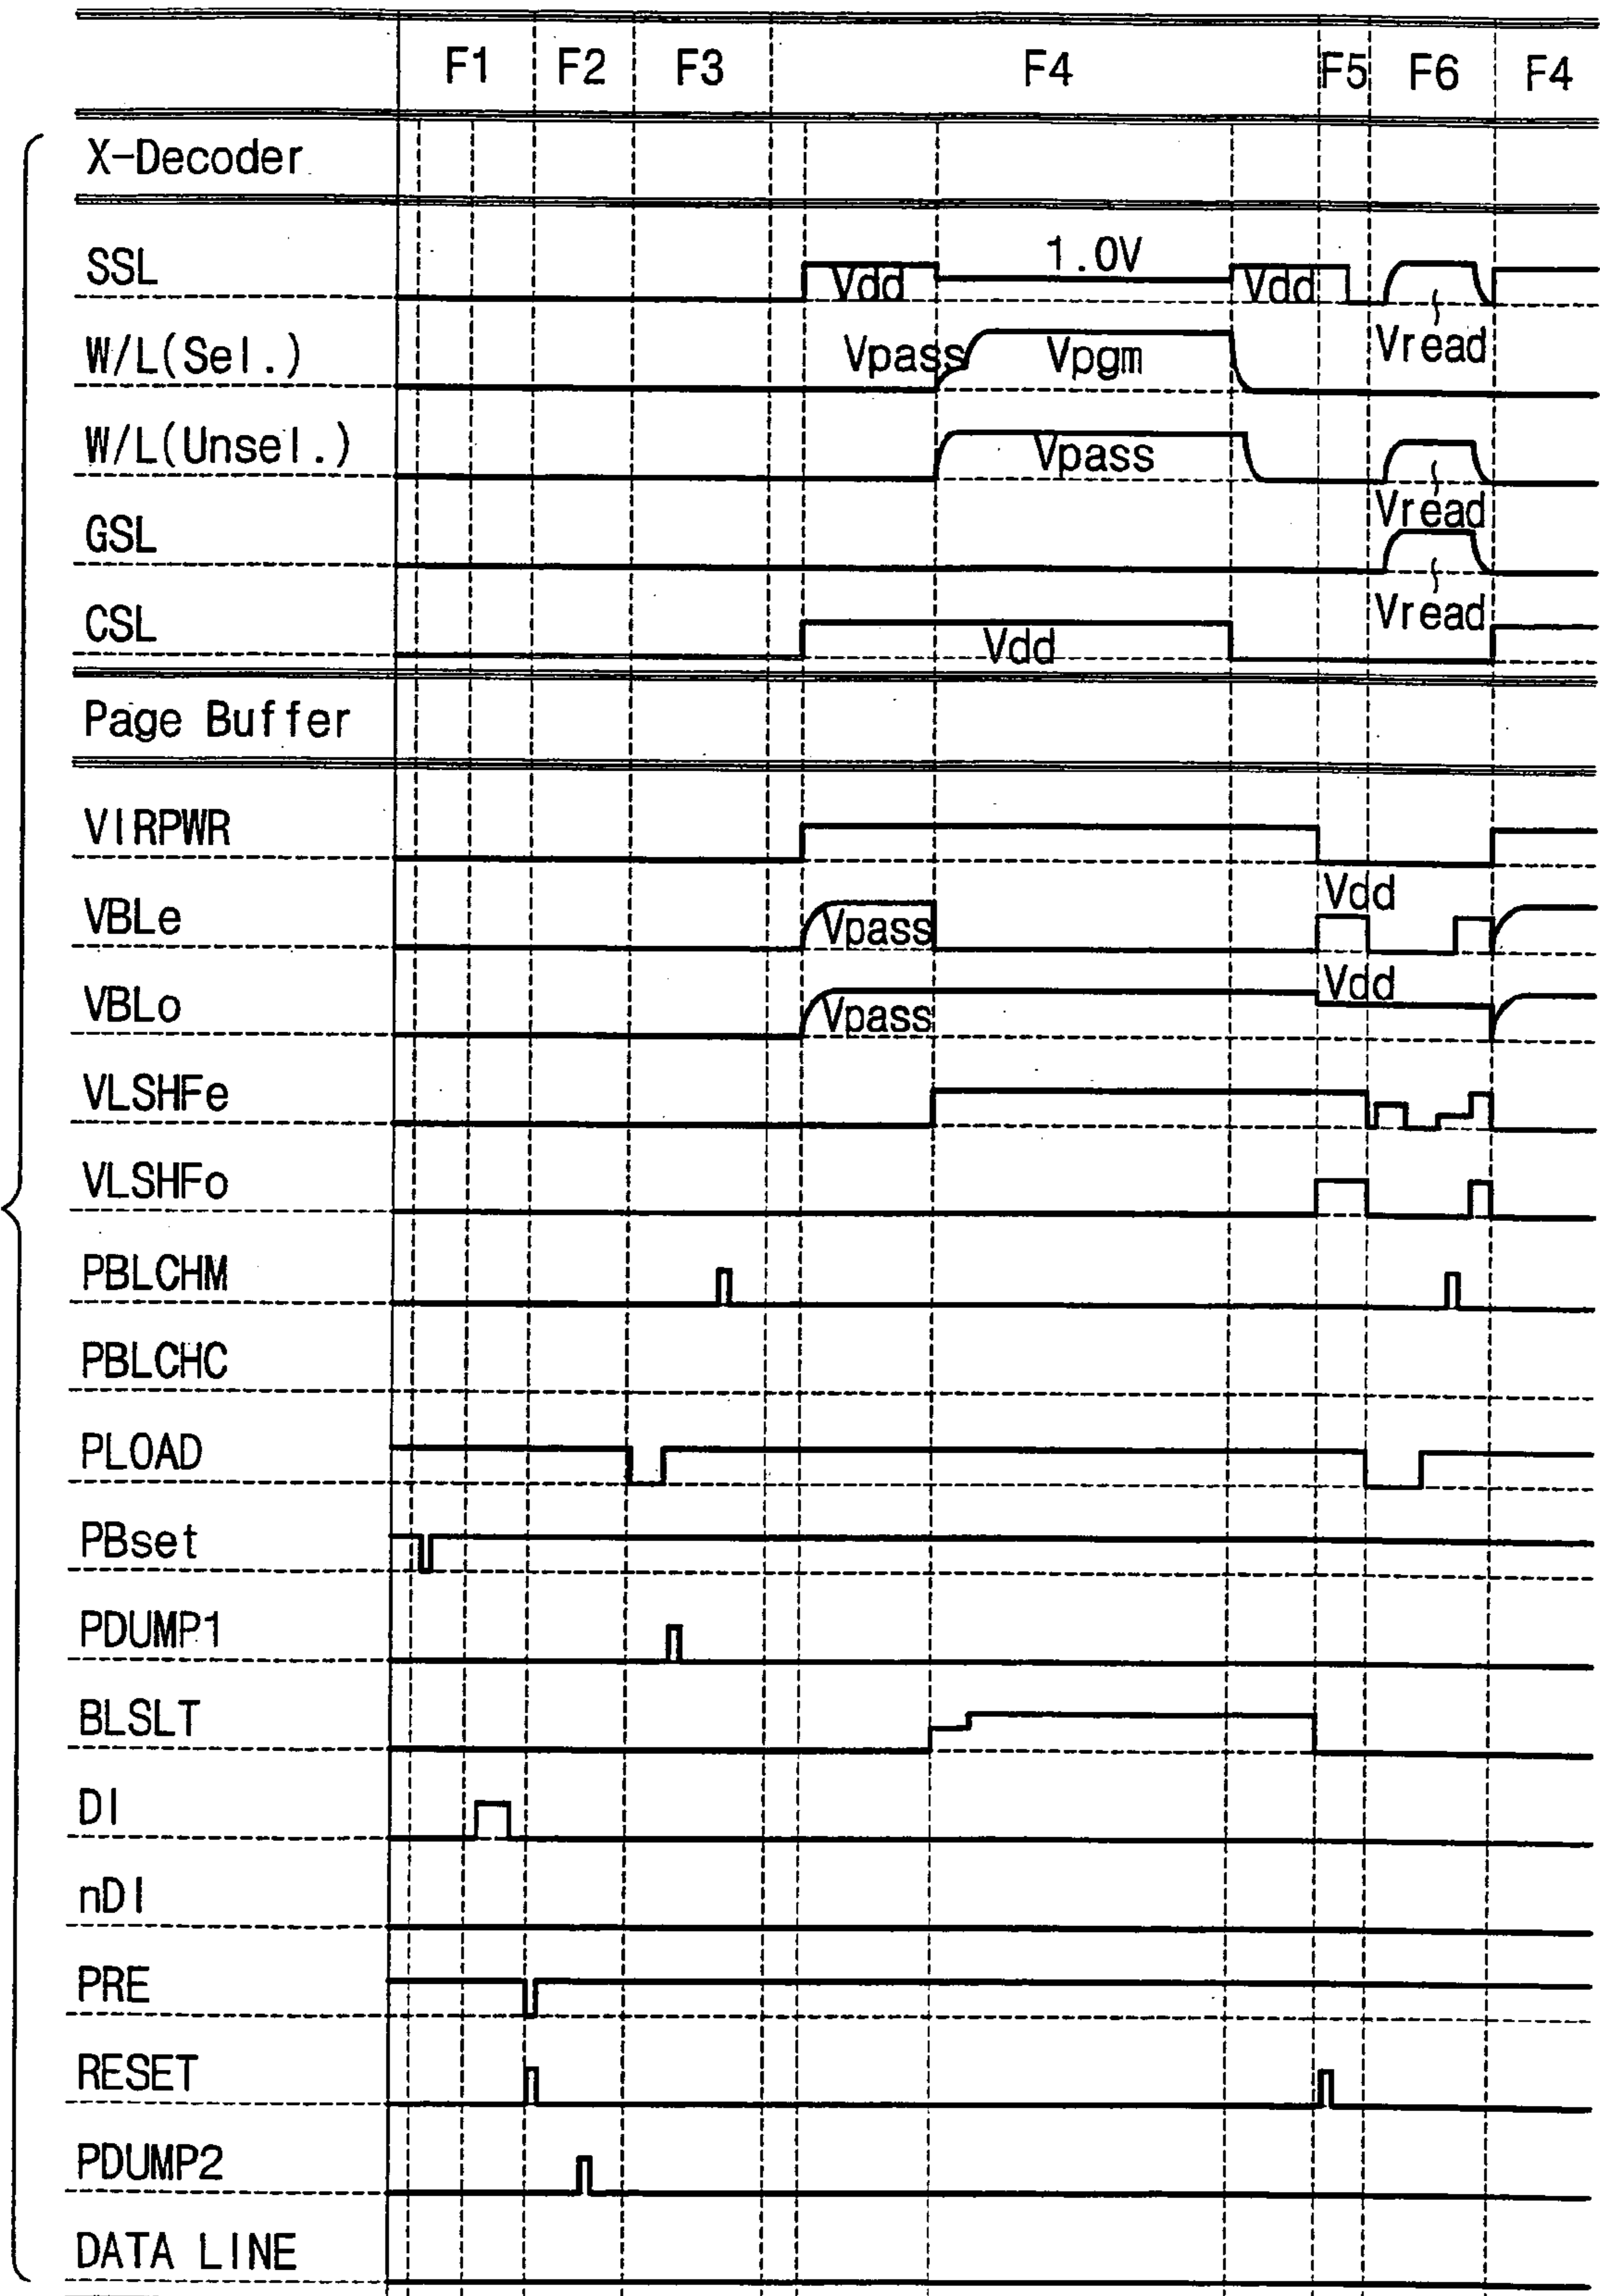 F1 F2 F3 F4 F5 F6 F4
X-Decoder
SSL Vdd 1.0V Vdd Vread
W/L(Sel.) Vpass Vpgm
W/L(Unsel.) Vpass Vread
GSL Vread
CSL Vdd
Page Buffer
VIRPWR
VBLe Vpass Vdd
VBLo Vpass Vdd
VLSHFe
VLSHFo
PBLCHM
PBLCHC
PLOAD
PBset
PDUMP1
BLSLT
DI
nDI
PRE
RESET
PDUMP2
DATA LINE